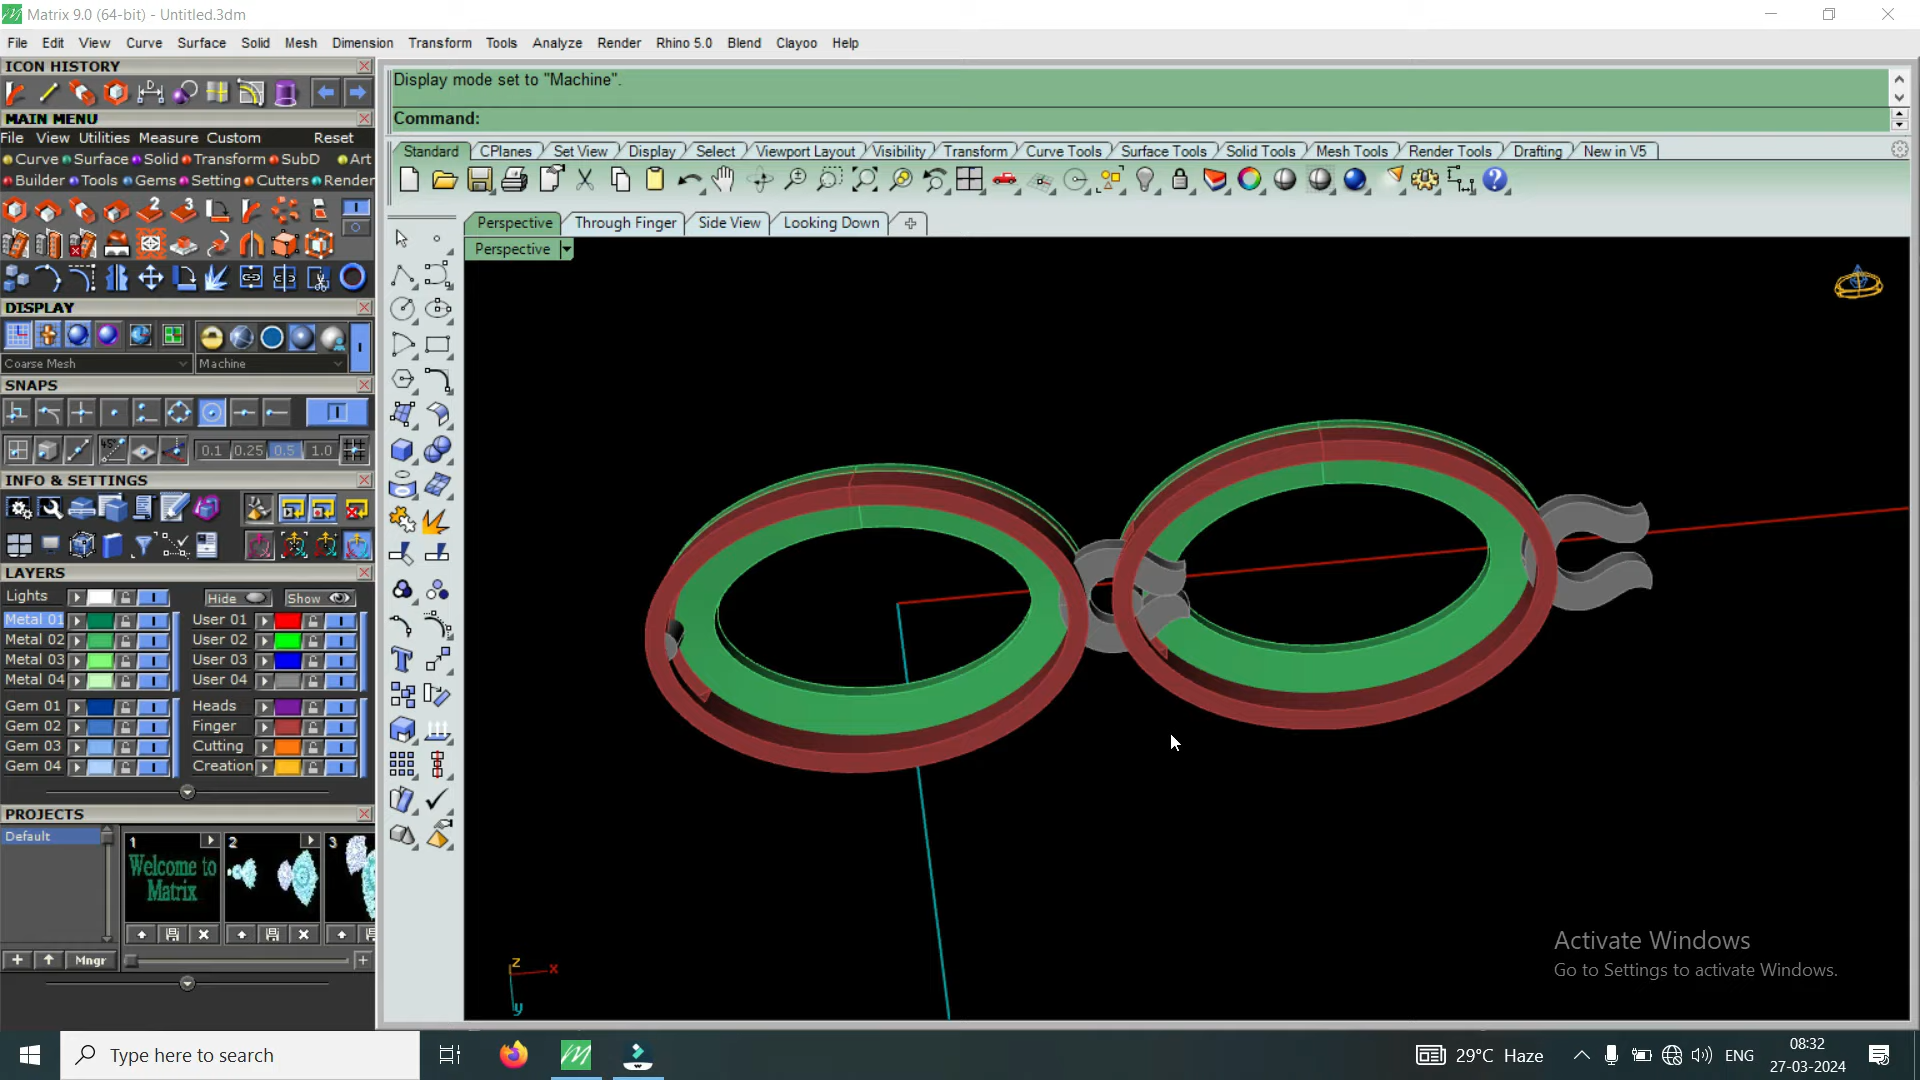 Matrix 9.0 (64-bit) - Untitled.3dm
File Edit View Curve Surface Solid Mesh Dimension Transform Tools Analyze Render Rhino 5.0 Blend Clayoo Help
ICON HISTORY
Display mode set to "Machine".
Command:
MAIN MENU
File View Utilities Measure Custom Reset
Curve Surface Solid Transform SubD Art
Builder Tools Gems Setting Cutters Render
Standard CPlanes Set View Display Select Viewport Layout Visibility Transform Curve Tools Surface Tools Solid Tools Mesh Tools Render Tools Drafting New in V5
Perspective Through Finger Side View Looking Down
Perspective
DISPLAY
Coarse Mesh Machine
SNAPS
0.1 0.25 0.5 1.0
INFO & SETTINGS
LAYERS
Lights Hide Show
Metal 01 User 01
Metal 02 User 02
Metal 03 User 03
Metal 04 User 04
Gem 01 Heads
Gem 02 Finger
Gem 03 Cutting
Gem 04 Creation
PROJECTS
Default
1 2 3
Welcome to
Matrix
Mngr
z
x
y
Activate Windows
Go to Settings to activate Windows.
Type here to search
29°C Haze
ENG
08:32
27-03-2024